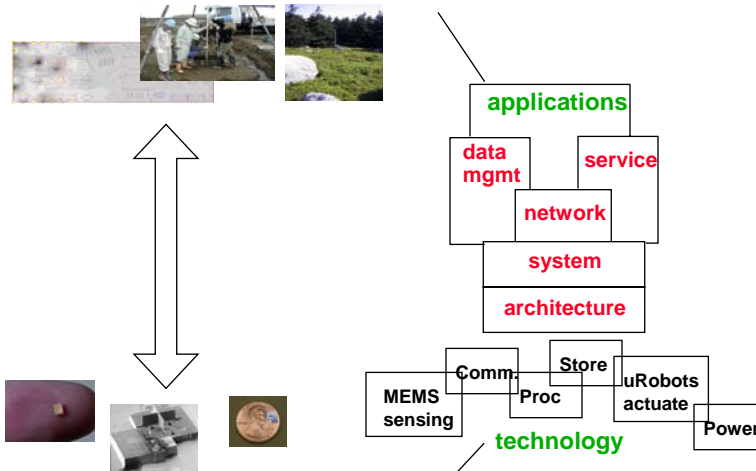 applications
data
mgmt
service
network
system
architecture
Comm.
Store
MEMS
sensing
Proc
uRobots
actuate
Power
technology